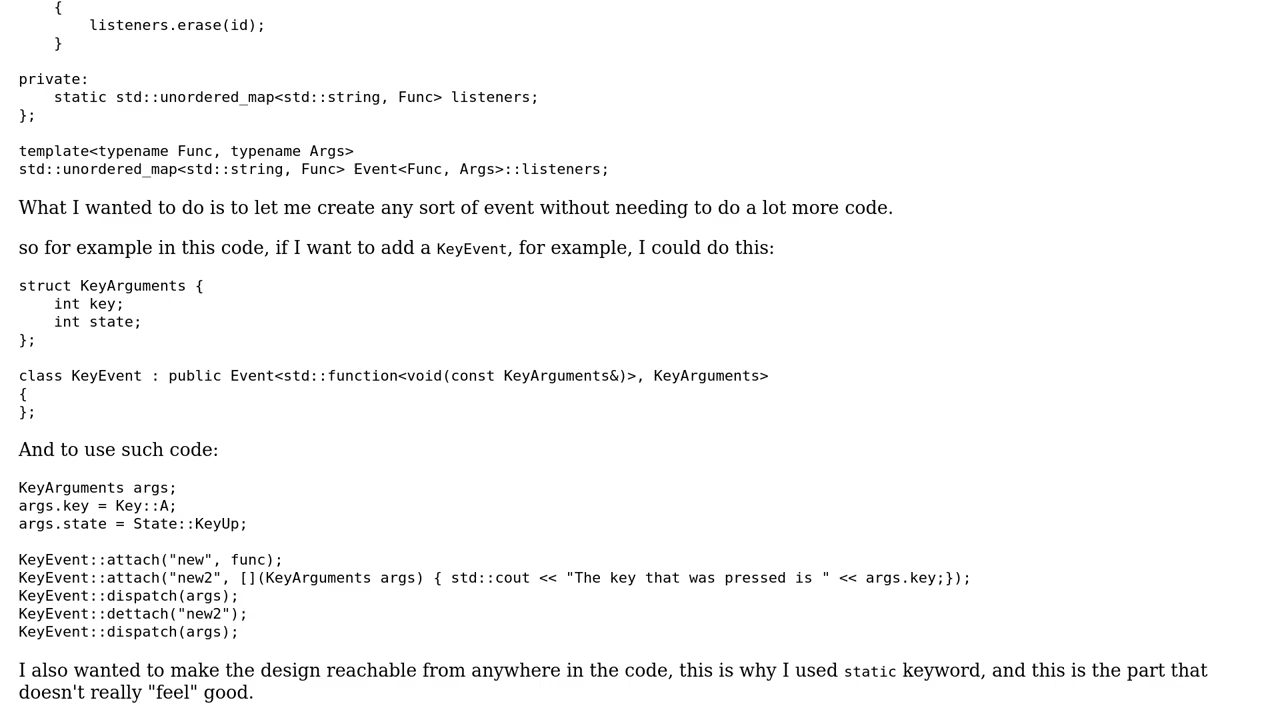 {
        listeners.erase(id);
    }

private:
    static std::unordered_map<std::string, Func> listeners;
};

template<typename Func, typename Args>
std::unordered_map<std::string, Func> Event<Func, Args>::listeners;

What I wanted to do is to let me create any sort of event without needing to do a lot more code.

so for example in this code, if I want to add a KeyEvent, for example, I could do this:

struct KeyArguments {
    int key;
    int state;
};

class KeyEvent : public Event<std::function<void(const KeyArguments&)>, KeyArguments>
{
};

And to use such code:

KeyArguments args;
args.key = Key::A;
args.state = State::KeyUp;

KeyEvent::attach("new", func);
KeyEvent::attach("new2", [](KeyArguments args) { std::cout << "The key that was pressed is " << args.key;});
KeyEvent::dispatch(args);
KeyEvent::dettach("new2");
KeyEvent::dispatch(args);

I also wanted to make the design reachable from anywhere in the code, this is why I used static keyword, and this is the part that
doesn't really "feel" good.